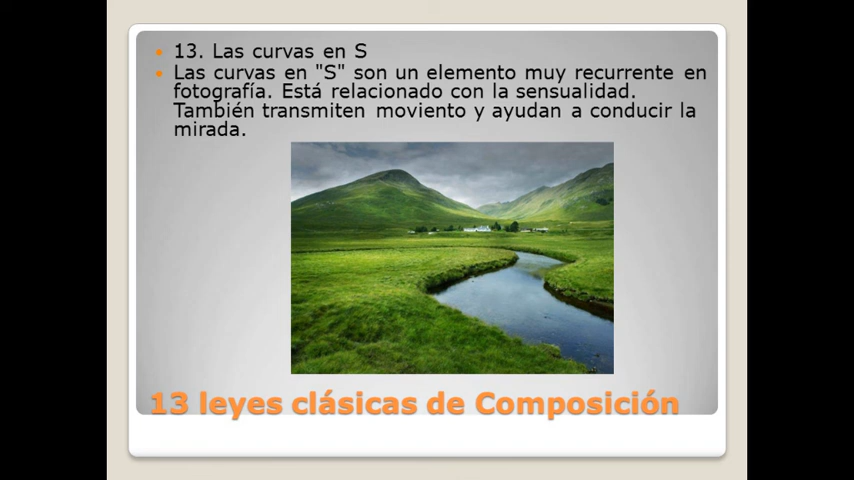 13. Las curvas en S
Las curvas en "S" son un elemento muy recurrente en
fotografía. Está relacionado con la sensualidad.
También transmiten moviento y ayudan a conducir la
mirada.
13 leyes clásicas de Composición